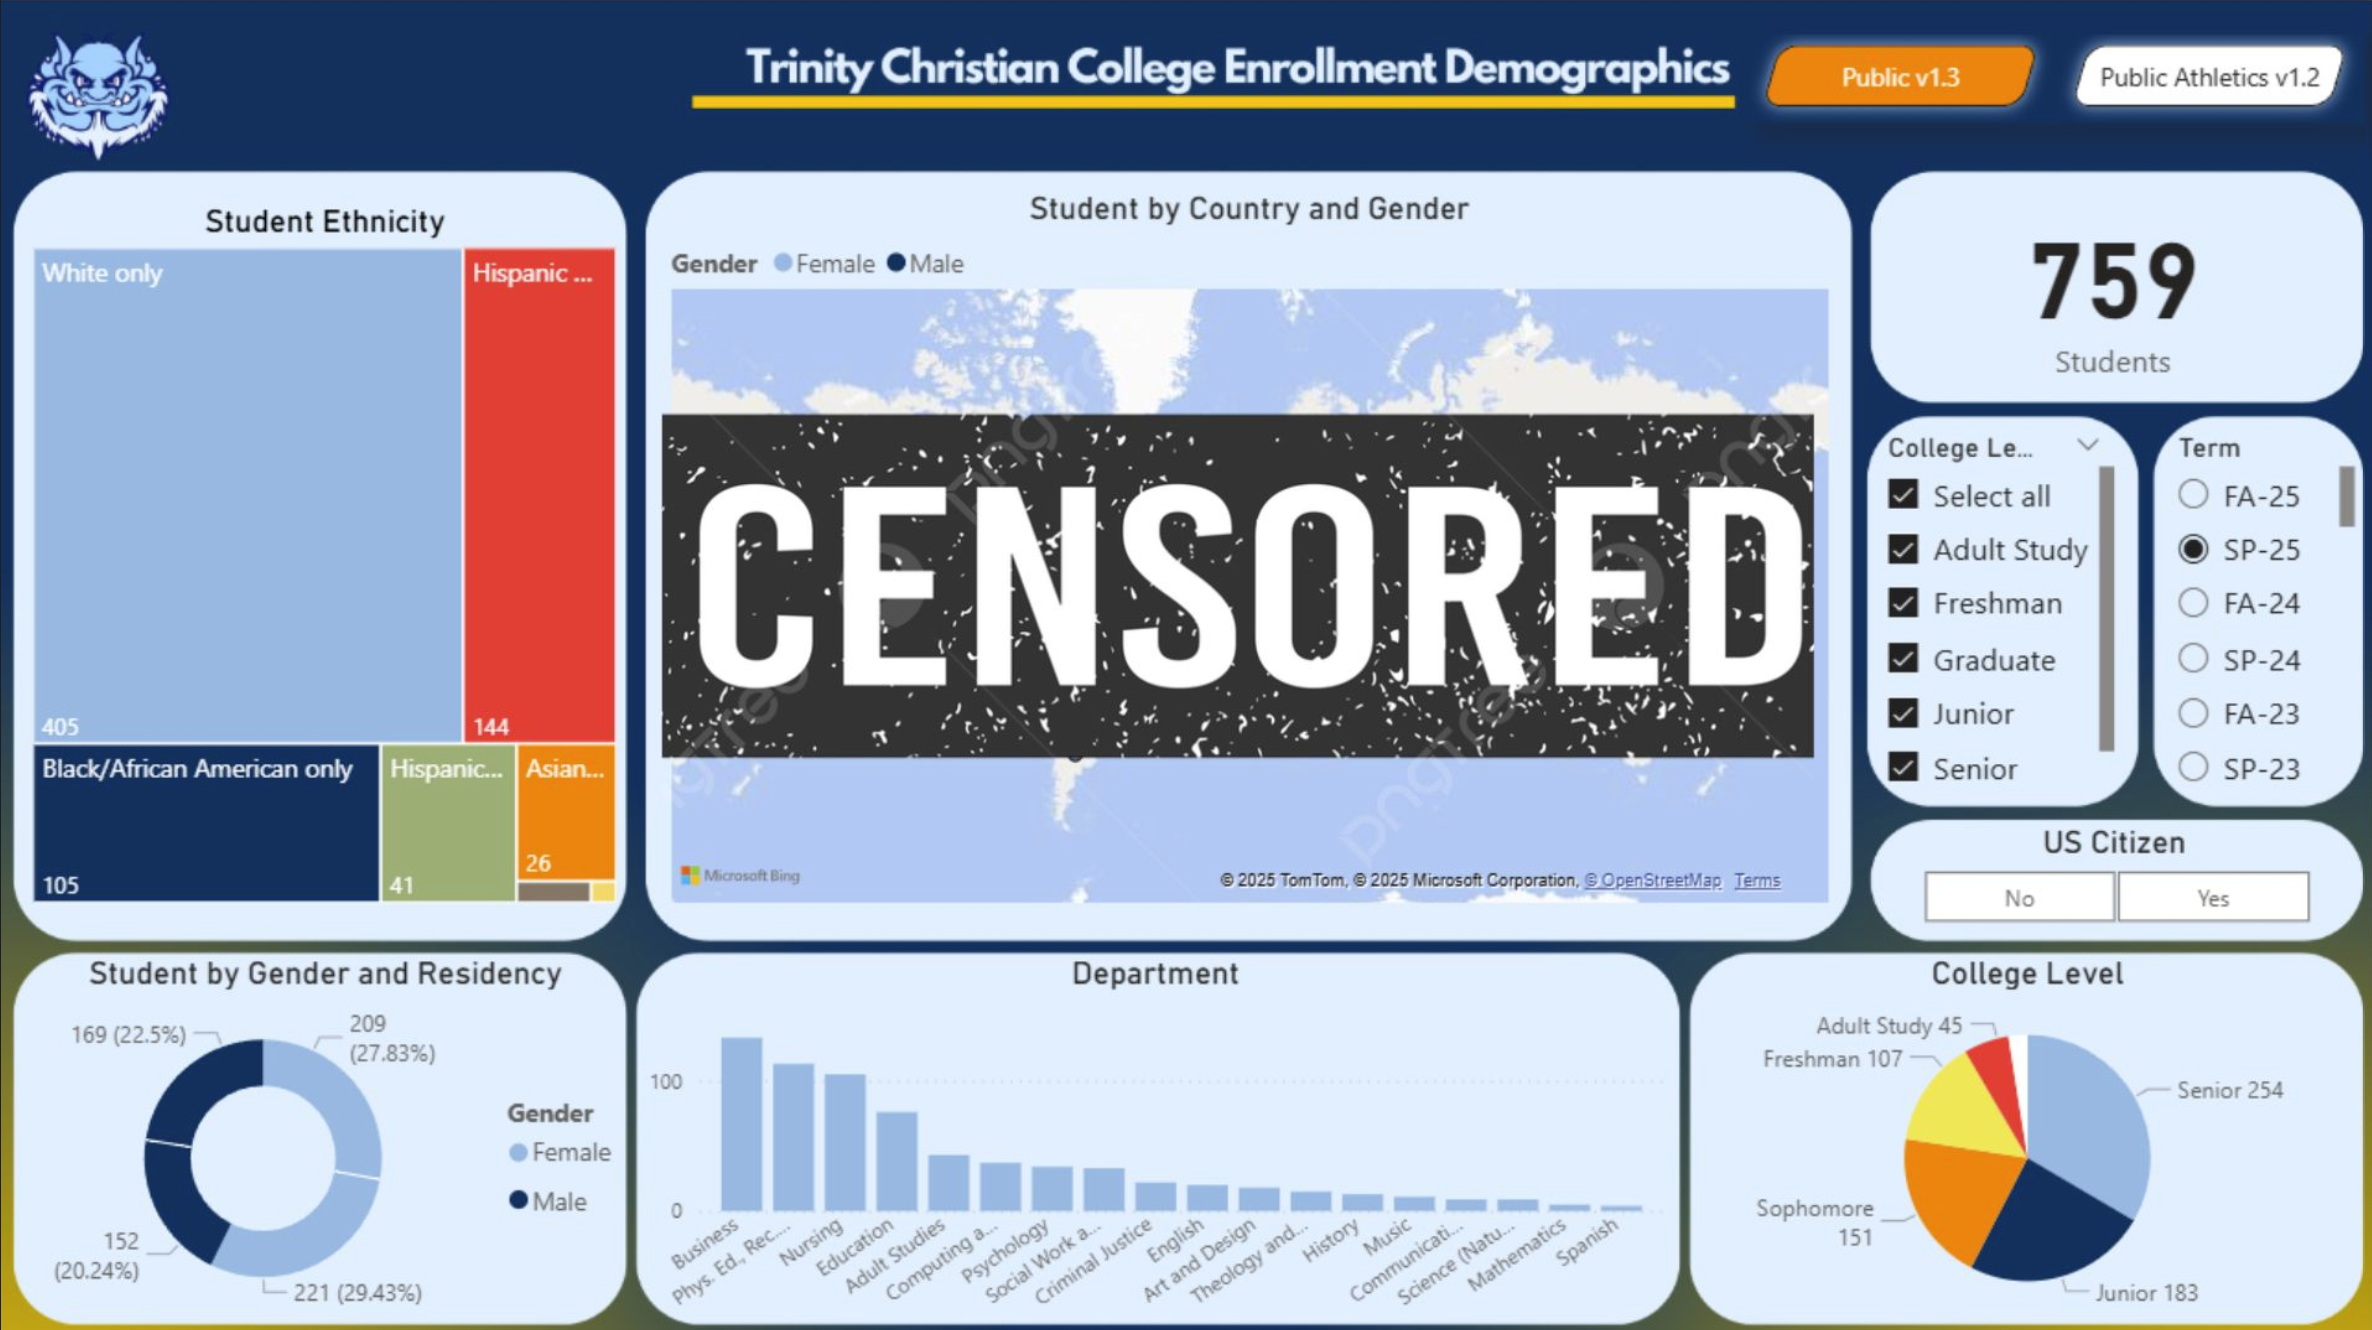 Trinity Christian College Enrollment Demographics
Public v1.3
Public Athletics v1.2
Student Ethnicity
White only
405
Hispanic ...
144
Black/African American only
105
Hispanic...
41
Asian...
26
Student by Country and Gender
Gender Female Male
CENSORED
pngtree
Microsoft Bing
© 2025 TomTom, © 2025 Microsoft Corporation, © OpenStreetMap Terms
759
Students
College Le...
Select all
Adult Study
Freshman
Graduate
Junior
Senior
Term
FA-25
SP-25
FA-24
SP-24
FA-23
SP-23
US Citizen
No
Yes
Student by Gender and Residency
169 (22.5%)
209
(27.83%)
152
(20.24%)
221 (29.43%)
Gender
Female
Male
Department
100
0
Business
Phys. Ed., Rec....
Nursing
Education
Adult Studies
Computing a...
Psychology
Social Work a...
Criminal Justice
English
Art and Design
Theology and...
History
Music
Communicati...
Science (Natu...
Mathematics
Spanish
College Level
Adult Study 45
Freshman 107
Senior 254
Sophomore
151
Junior 183